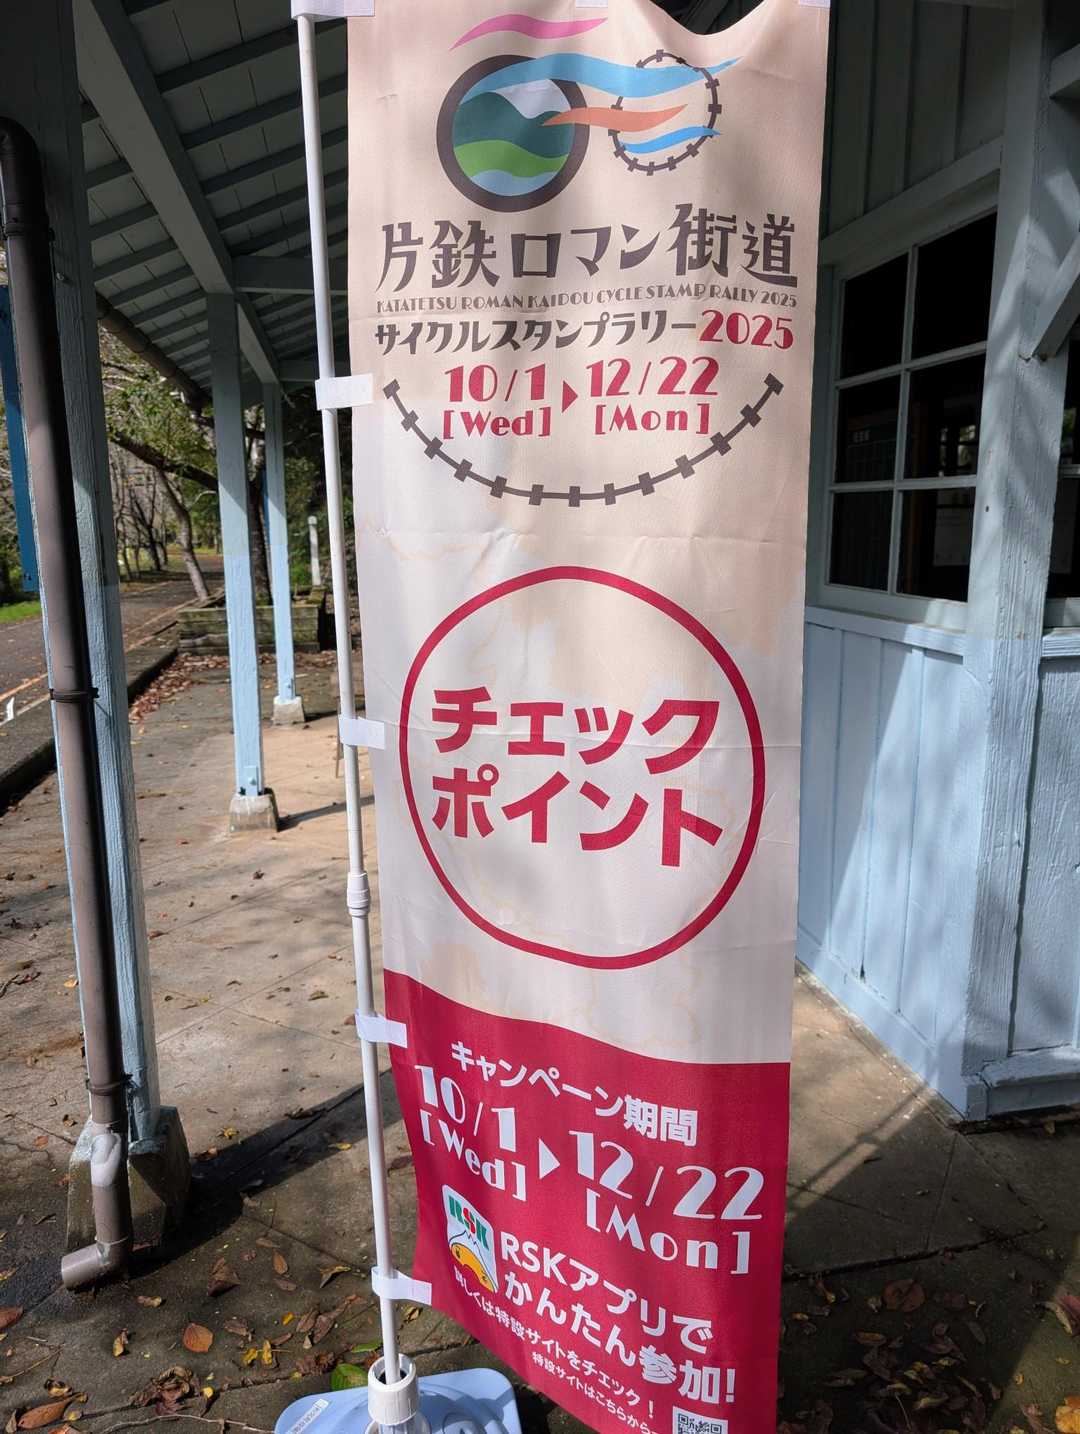 片鉄ロマン街道
KATATETSU ROMAN KAIDOU CYCLE STAMP RALLY 2025
サイクルスタンプラリー2025
10/1▶12/22
[Wed] [Mon]
チェック
ポイント
キャンペーン期間
10/1▶12/22
[Wed] [Mon]
RSK
RSKアプリで
かんたん参加!
詳しくは特設サイトをチェック!
特設サイトはこちらから→